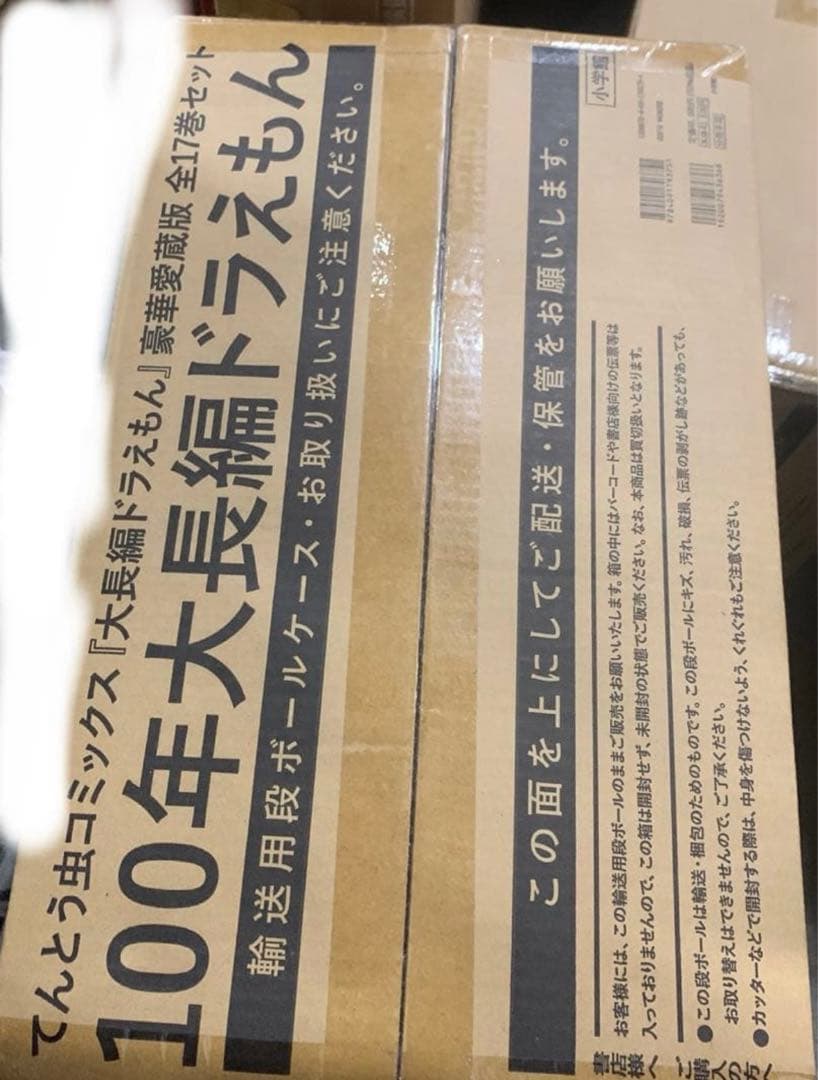 てんとう虫コミックス『大長編ドラえもん』豪華愛蔵版 全17巻セット
100年大長編ドラえもん
輸送用段ボールケース・お取り扱いにご注意ください。
この面を上にしてご配送・保管をお願いします。
小学館
書店様へ
お客様には、この輸送用段ボールのままご販売をお願いいたします。箱の中にはバーコードや書店様向けの伝票等は
入っておりませんので、この箱は開封せず、未開封の状態でご販売ください。なお、本商品は買切扱いとなります。
ご購入の方へ
●この段ボールは輸送・梱包のためのものです。この段ボールにキズ、汚れ、破損、伝票の剥がし跡などがあっても、
お取り替えはできませんので、ご了承ください。
●カッターなどで開封する際は、中身を傷つけないよう、くれぐれもご注意ください。